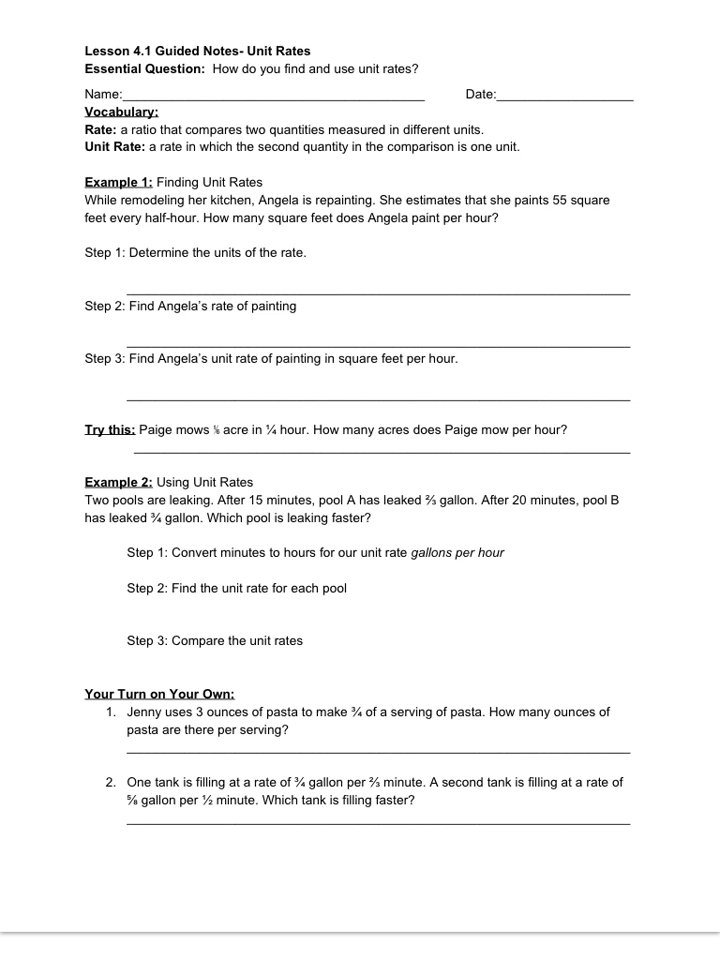 Lesson 4.1 Guided Notes- Unit Rates
Essential Question: How do you find and use unit rates?
Name:___________________________________________ Date:___________________
Vocabulary:
Rate: a ratio that compares two quantities measured in different units.
Unit Rate: a rate in which the second quantity in the comparison is one unit.
Example 1: Finding Unit Rates
While remodeling her kitchen, Angela is repainting. She estimates that she paints 55 square
feet every half-hour. How many square feet does Angela paint per hour?
Step 1: Determine the units of the rate.
Step 2: Find Angela’s rate of painting
Step 3: Find Angela’s unit rate of painting in square feet per hour.
Try this: Paige mows acre in ¼ hour. How many acres does Paige mow per hour?
Example 2: Using Unit Rates
Two pools are leaking. After 15 minutes, pool A has leaked ⅔ gallon. After 20 minutes, pool B
has leaked ¾ gallon. Which pool is leaking faster?
Step 1: Convert minutes to hours for our unit rate gallons per hour
Step 2: Find the unit rate for each pool
Step 3: Compare the unit rates
Your Turn on Your Own:
1. Jenny uses 3 ounces of pasta to make ¾ of a serving of pasta. How many ounces of
pasta are there per serving?
2. One tank is filling at a rate of ¾ gallon per ⅔ minute. A second tank is filling at a rate of
⅝ gallon per ½ minute. Which tank is filling faster?